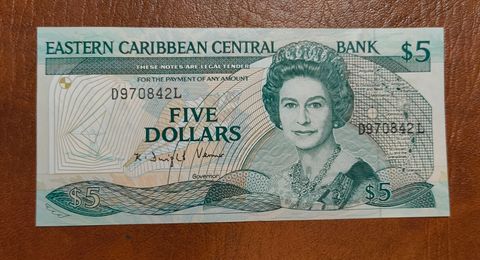 EASTERN CARIBBEAN CENTRAL BANK $5
THESE NOTES ARE LEGAL TENDER
FOR THE PAYMENT OF ANY AMOUNT
D970842L
FIVE
DOLLARS
D970842L
Governor
$5
$5